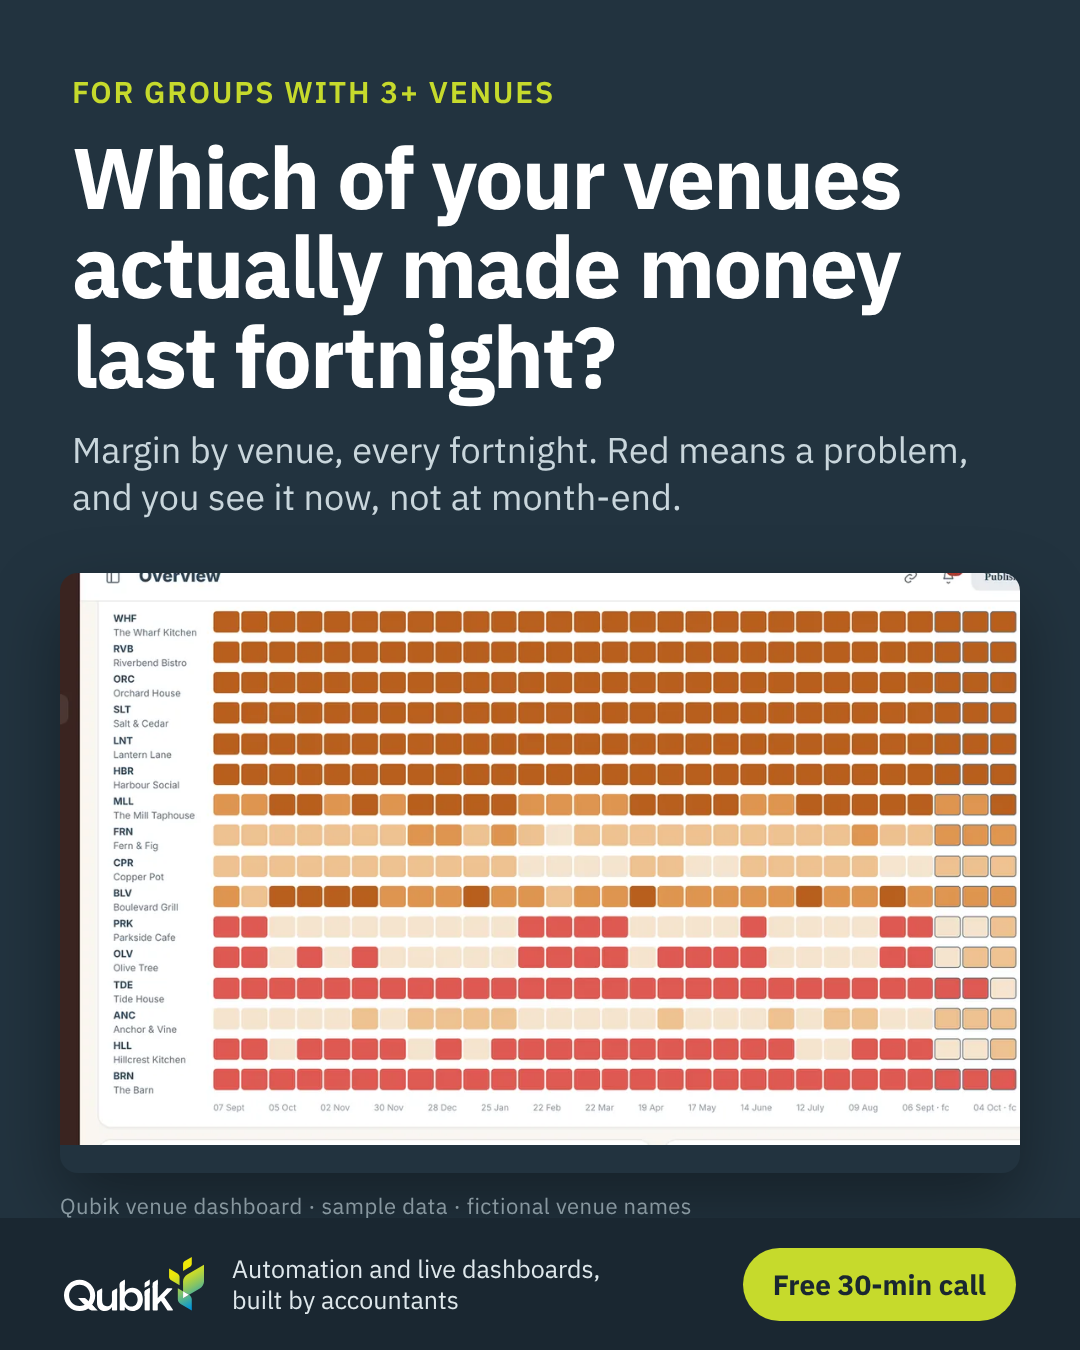 FOR GROUPS WITH 3+ VENUES
Which of your venues
actually made money
last fortnight?
Margin by venue, every fortnight. Red means a problem,
and you see it now, not at month-end.
Overview
Publis
WHF
The Wharf Kitchen
RVB
Riverbend Bistro
ORC
Orchard House
SLT
Salt & Cedar
LNT
Lantern Lane
HBR
Harbour Social
MLL
The Mill Taphouse
FRN
Fern & Fig
CPR
Copper Pot
BLV
Boulevard Grill
PRK
Parkside Cafe
OLV
Olive Tree
TDE
Tide House
ANC
Anchor & Vine
HLL
Hillcrest Kitchen
BRN
The Barn
07 Sept 05 Oct 02 Nov 30 Nov 28 Dec 25 Jan 22 Feb 22 Mar 19 Apr 17 May 14 June 12 July 09 Aug 06 Sept · fc 04 Oct · fc
Qubik venue dashboard · sample data · fictional venue names
Qubik
Automation and live dashboards,
built by accountants
Free 30-min call